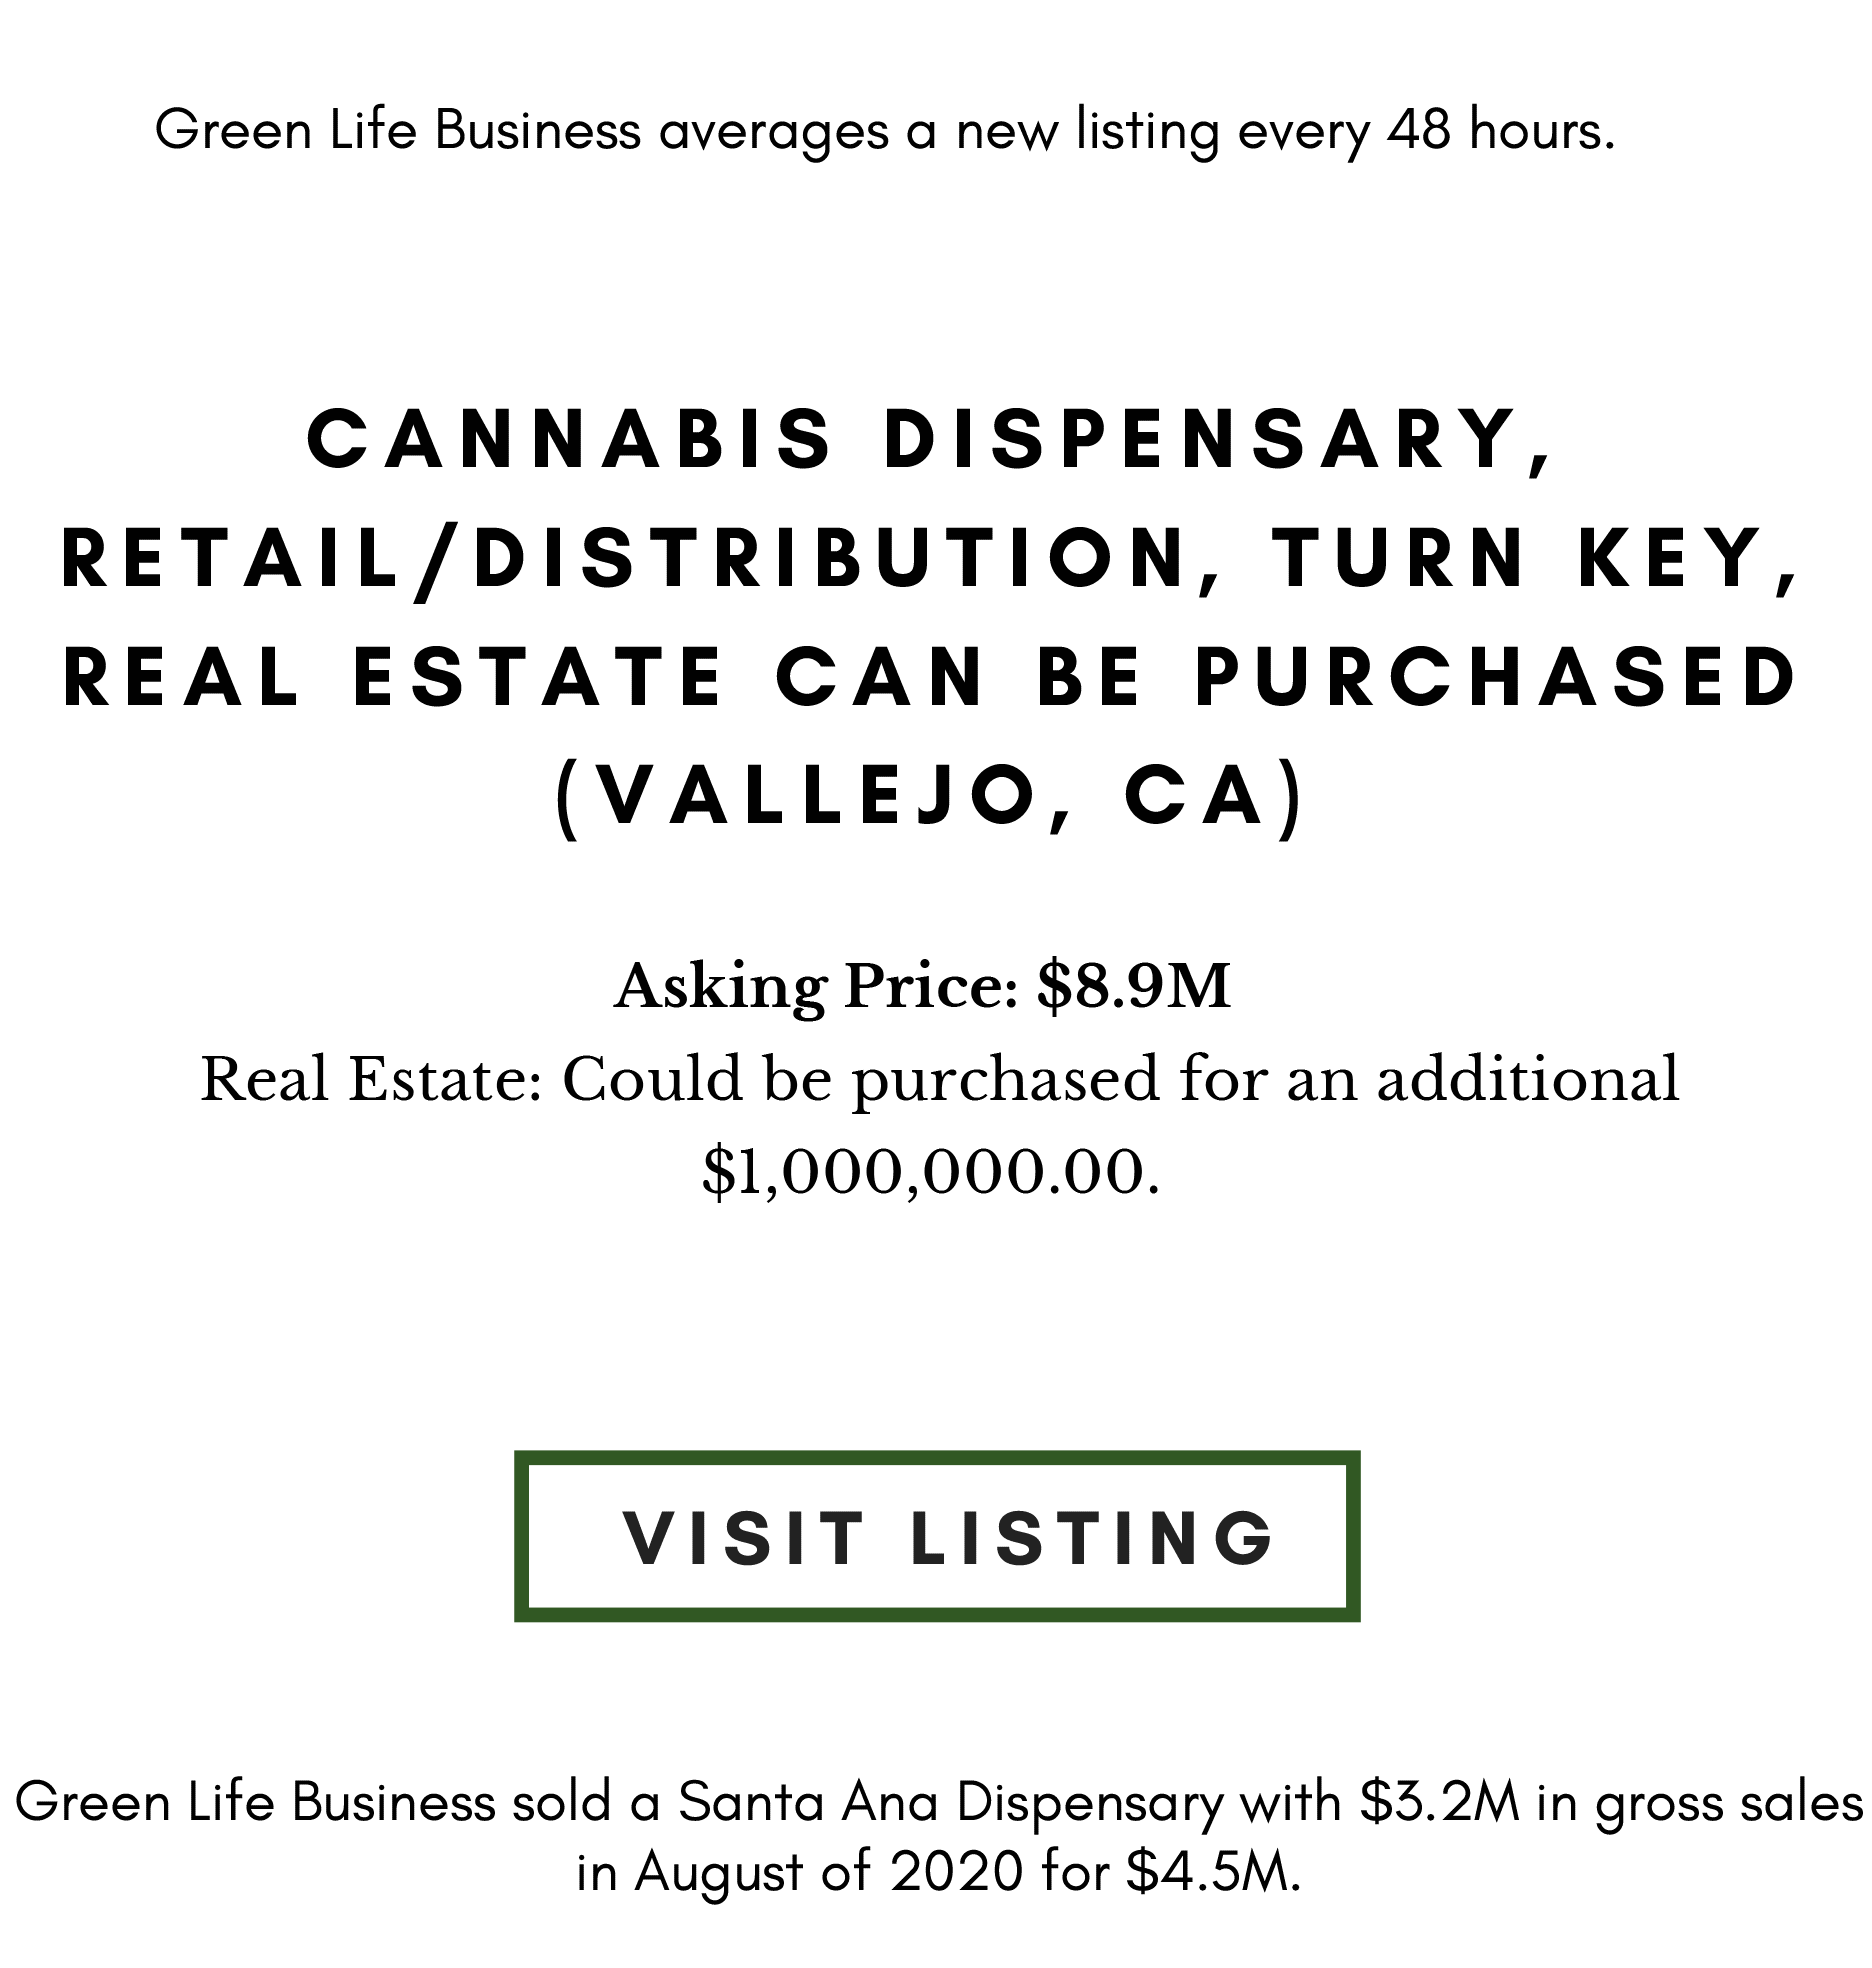 Green Life Business averages a new listing every 48 hours.
CANNABIS DISPENSARY,
RETAIL/DISTRIBUTION, TURN KEY,
REAL ESTATE CAN BE PURCHASED
(VALLEJO, CA)
Asking Price: $8.9M
Real Estate: Could be purchased for an additional
$1,000,000.00.
VISIT LISTING
Green Life Business sold a Santa Ana Dispensary with $3.2M in gross sales
in August of 2020 for $4.5M.